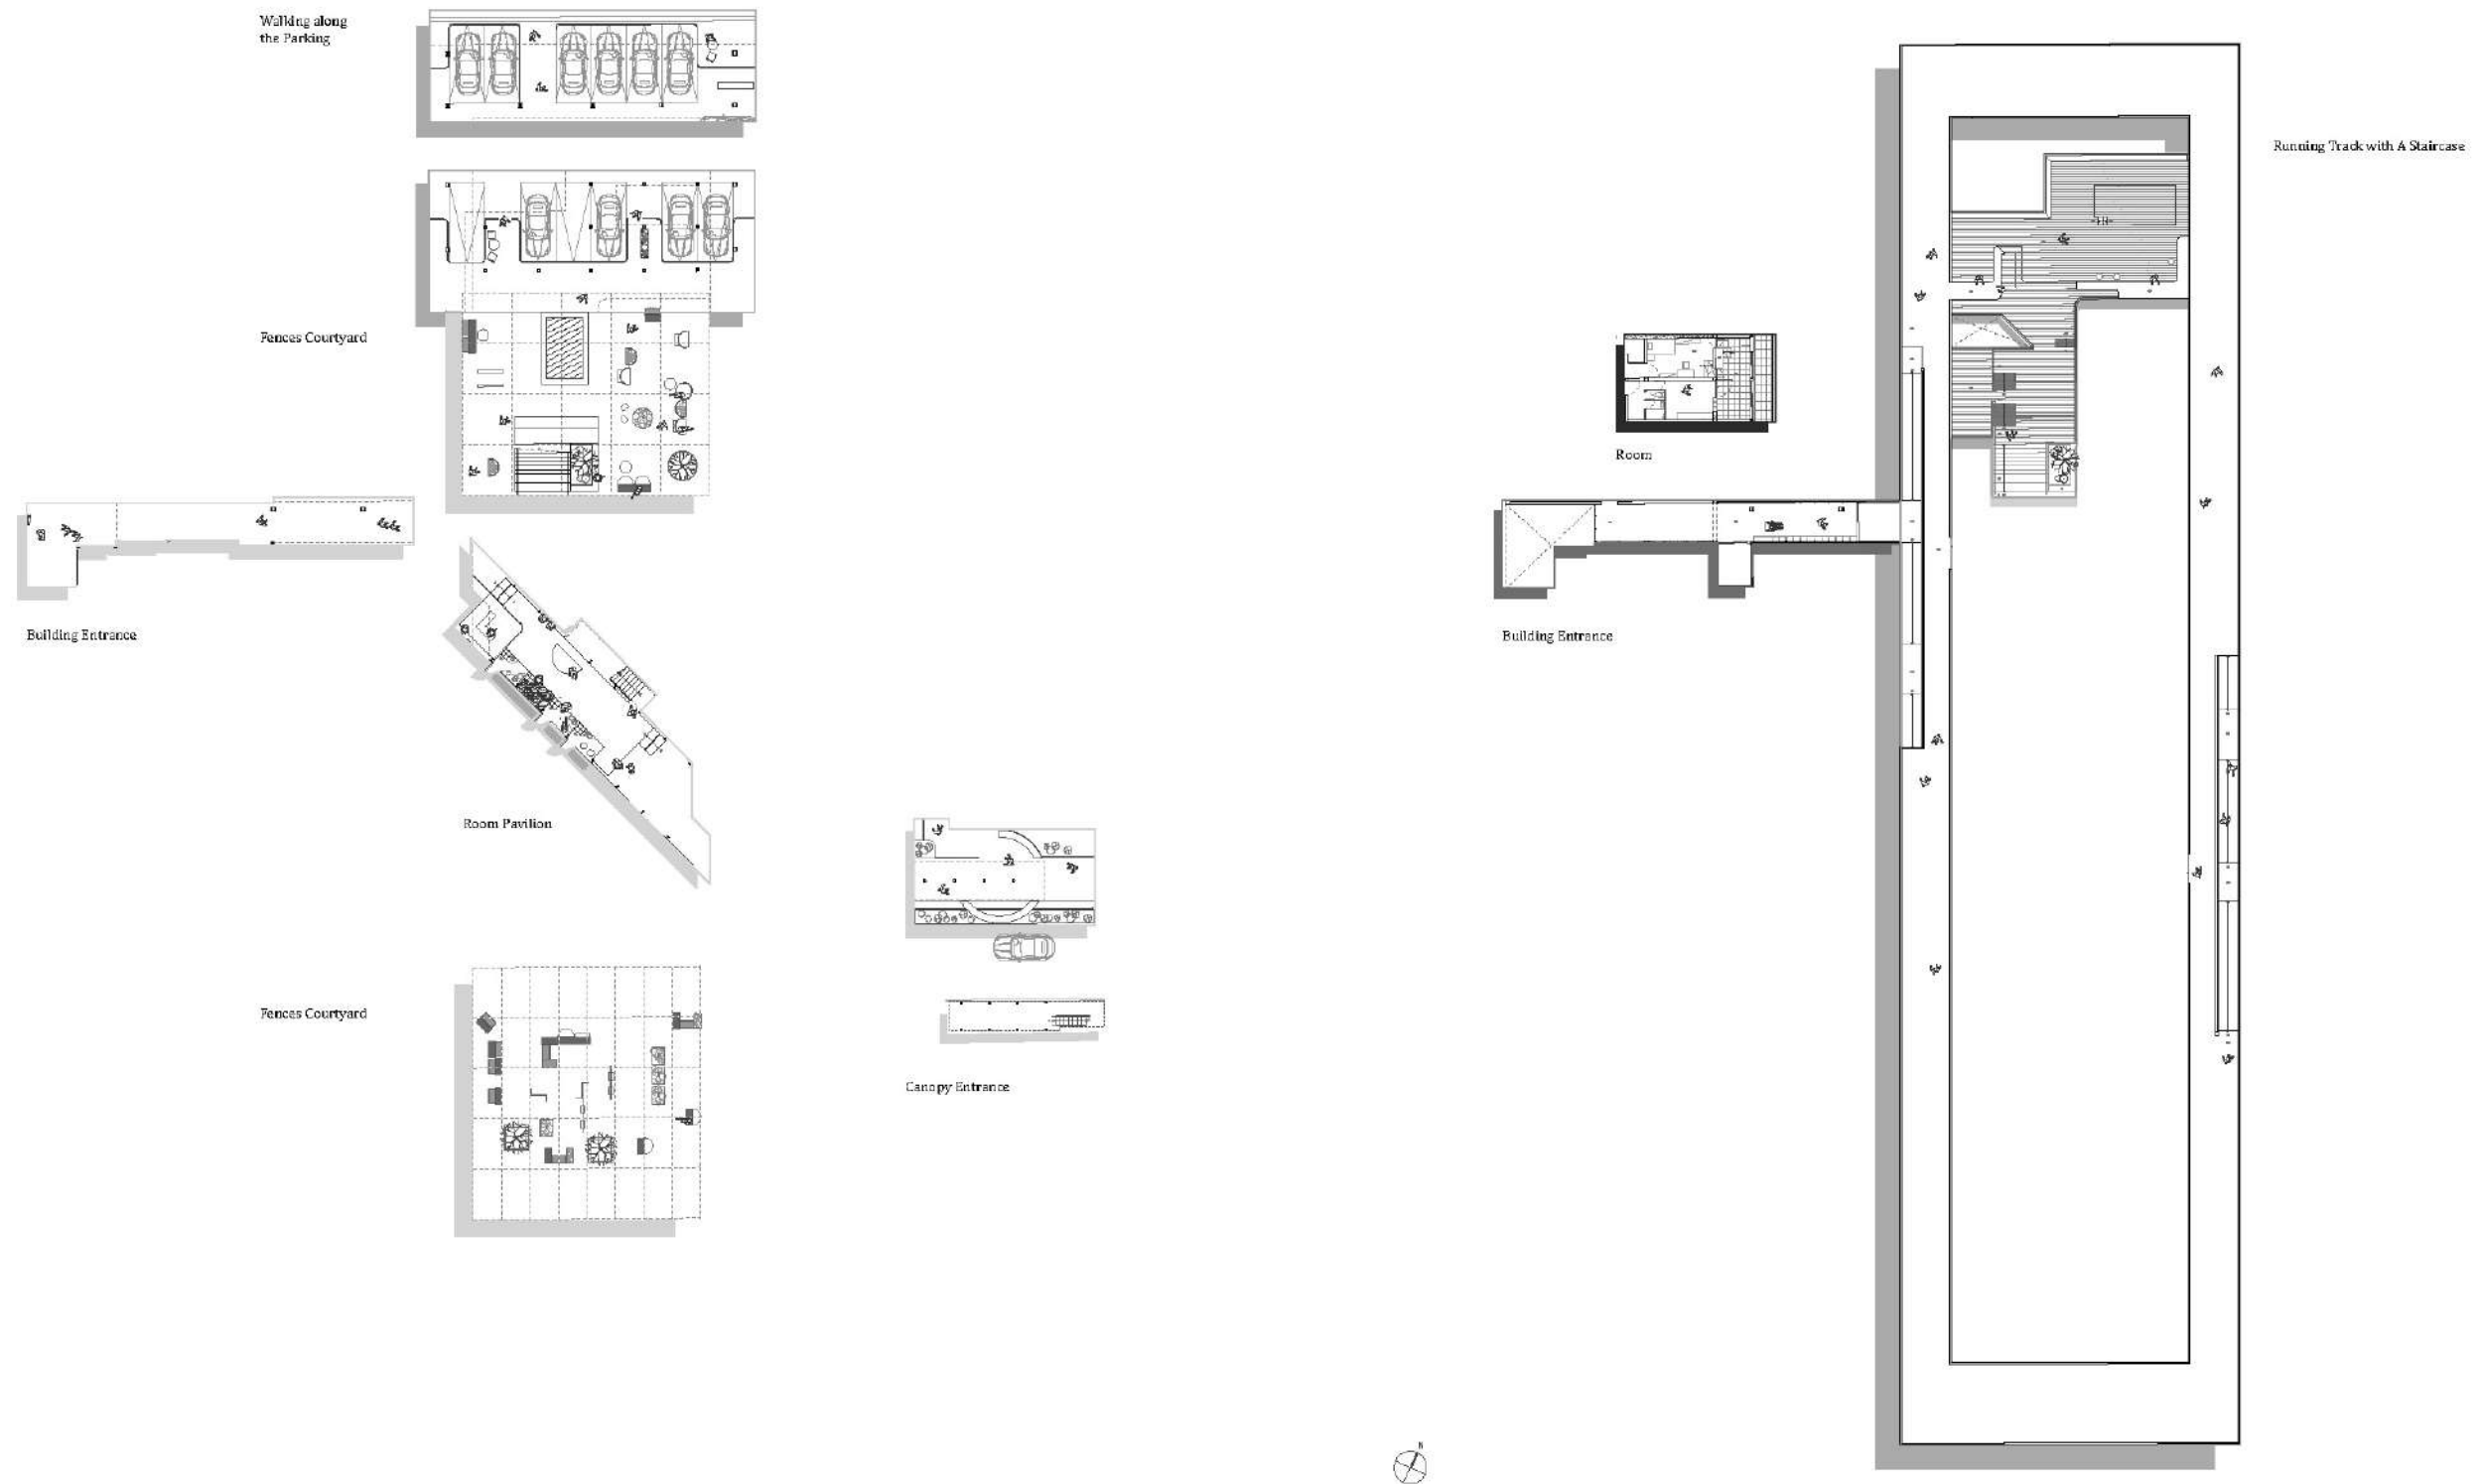 Walking along
the Parking
Running Track with A Staircase
Fences Courtyard
Room
Building Entrance
Building Entrance
Room Pavilion
Fences Courtyard
Canopy Entrance
N